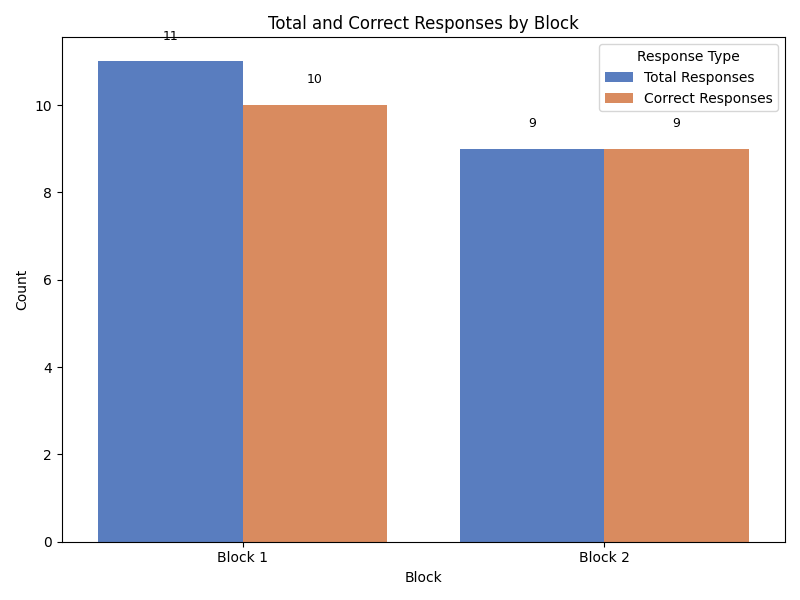 Total and Correct Responses by Block
11
10
9
9
Response Type
Total Responses
Correct Responses
10
8
6
4
2
0
Count
Block 1
Block 2
Block